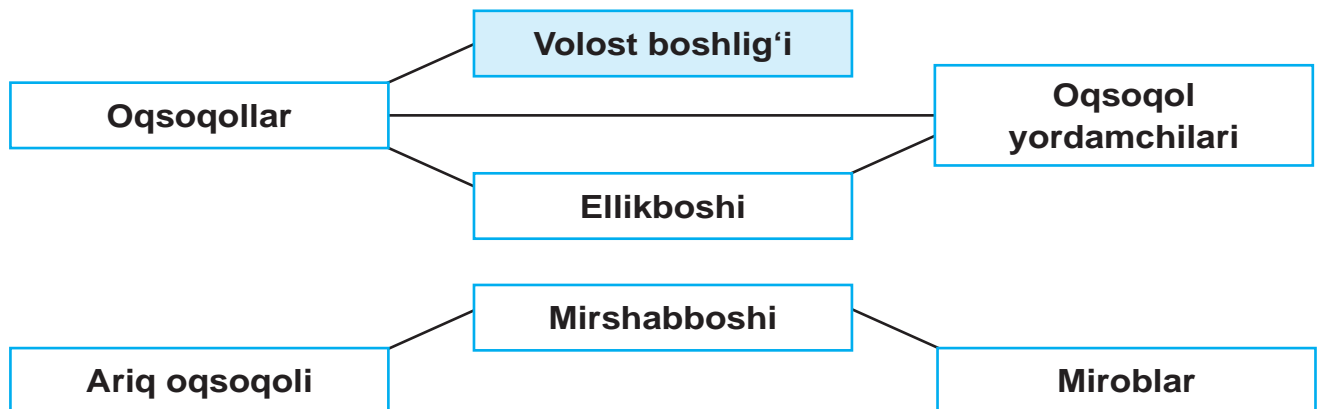 Volost boshlig‘i
Oqsoqollar
Oqsoqol
yordamchilari
Ellikboshi
Mirshabboshi
Ariq oqsoqoli
Miroblar